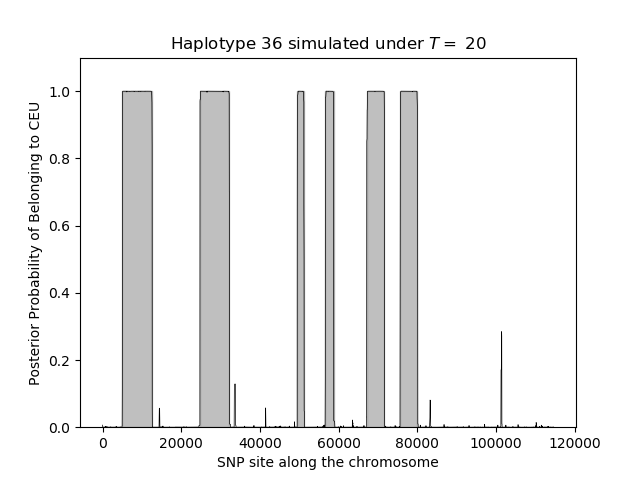 Haplotype 36 simulated under T = 20
Posterior Probability of Belonging to CEU
1.0
0.8
0.6
0.4
0.2
0.0
0 20000 40000 60000 80000 100000 120000
SNP site along the chromosome